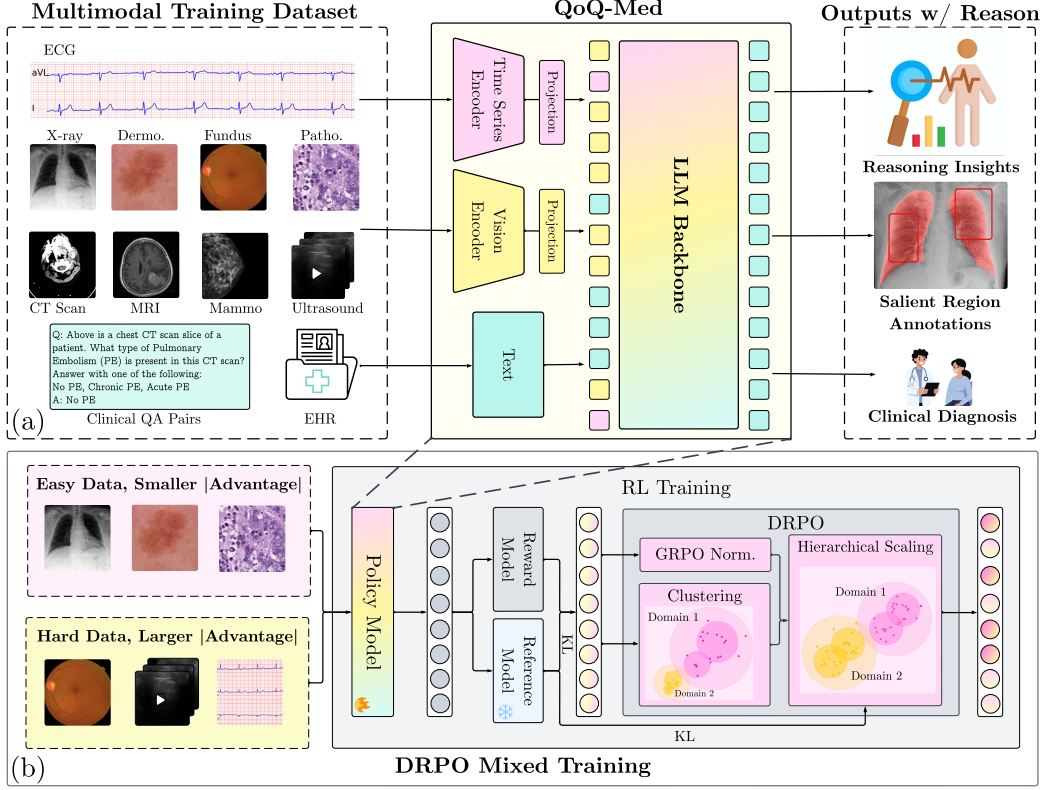 Multimodal Training Dataset
QoQ-Med
Outputs w/ Reason
ECG
aVL
I
X-ray
Dermo.
Fundus
Patho.
CT Scan
MRI
Mammo
Ultrasound
Q: Above is a chest CT scan slice of a
patient. What type of Pulmonary
Embolism (PE) is present in this CT scan?
Answer with one of the following:
No PE, Chronic PE, Acute PE
A: No PE
Clinical QA Pairs
EHR
(a)
Time Series
Encoder
Projection
Vision
Encoder
Projection
Text
LLM Backbone
Reasoning Insights
Salient Region
Annotations
Clinical Diagnosis
Easy Data, Smaller |Advantage|
Hard Data, Larger |Advantage|
(b)
RL Training
Policy Model
Reward
Model
Reference
Model
KL
DRPO
GRPO Norm.
Clustering
Domain 1
Domain 2
Hierarchical Scaling
Domain 1
Domain 2
KL
DRPO Mixed Training